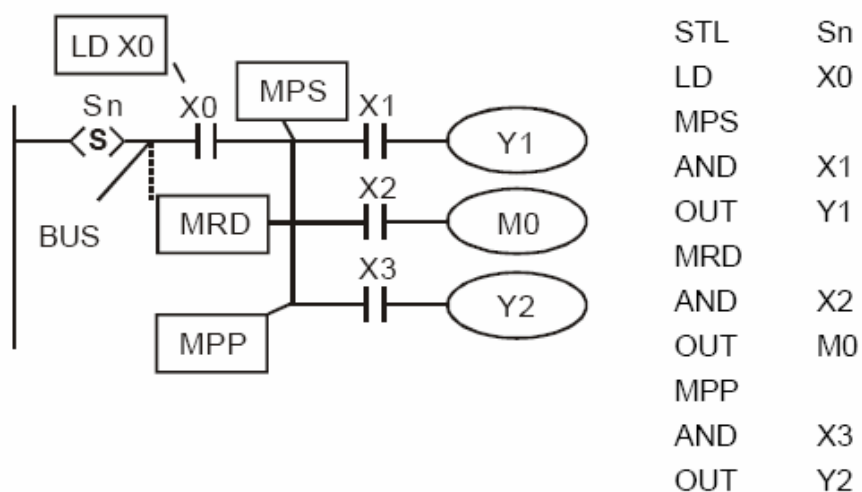 LD X0
Sn
S
X0
MPS
X1
Y1
BUS
MRD
X2
M0
MPP
X3
Y2
STL Sn
LD X0
MPS
AND X1
OUT Y1
MRD
AND X2
OUT M0
MPP
AND X3
OUT Y2